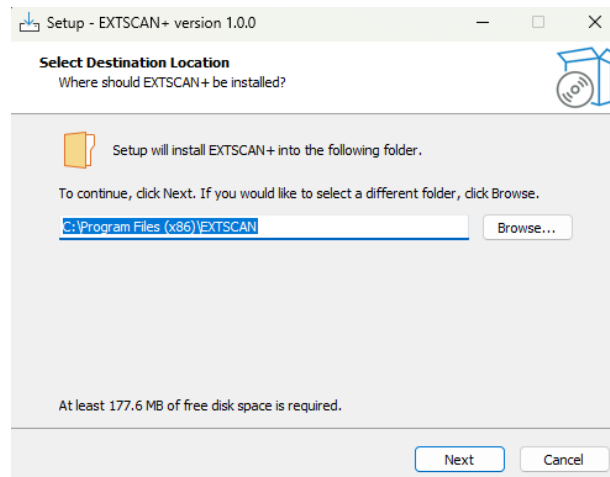 Setup - EXTSCAN+ version 1.0.0
Select Destination Location
Where should EXTSCAN+ be installed?
Setup will install EXTSCAN+ into the following folder.
To continue, click Next. If you would like to select a different folder, click Browse.
C:\Program Files (x86)\EXTSCAN
Browse...
At least 177.6 MB of free disk space is required.
Next
Cancel